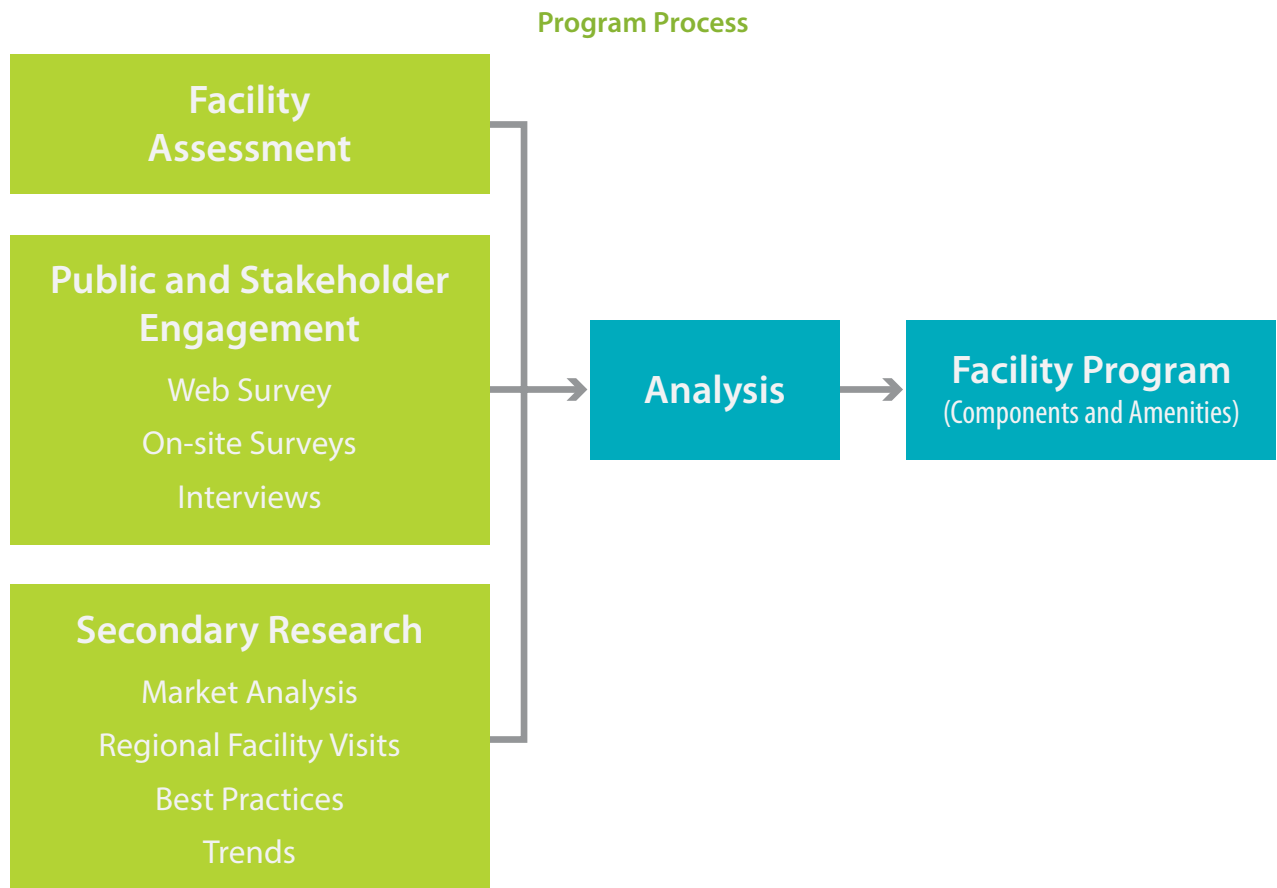 Program Process
Facility
Assessment
Public and Stakeholder
Engagement
Web Survey
On-site Surveys
Interviews
Secondary Research
Market Analysis
Regional Facility Visits
Best Practices
Trends
Analysis
Facility Program
(Components and Amenities)